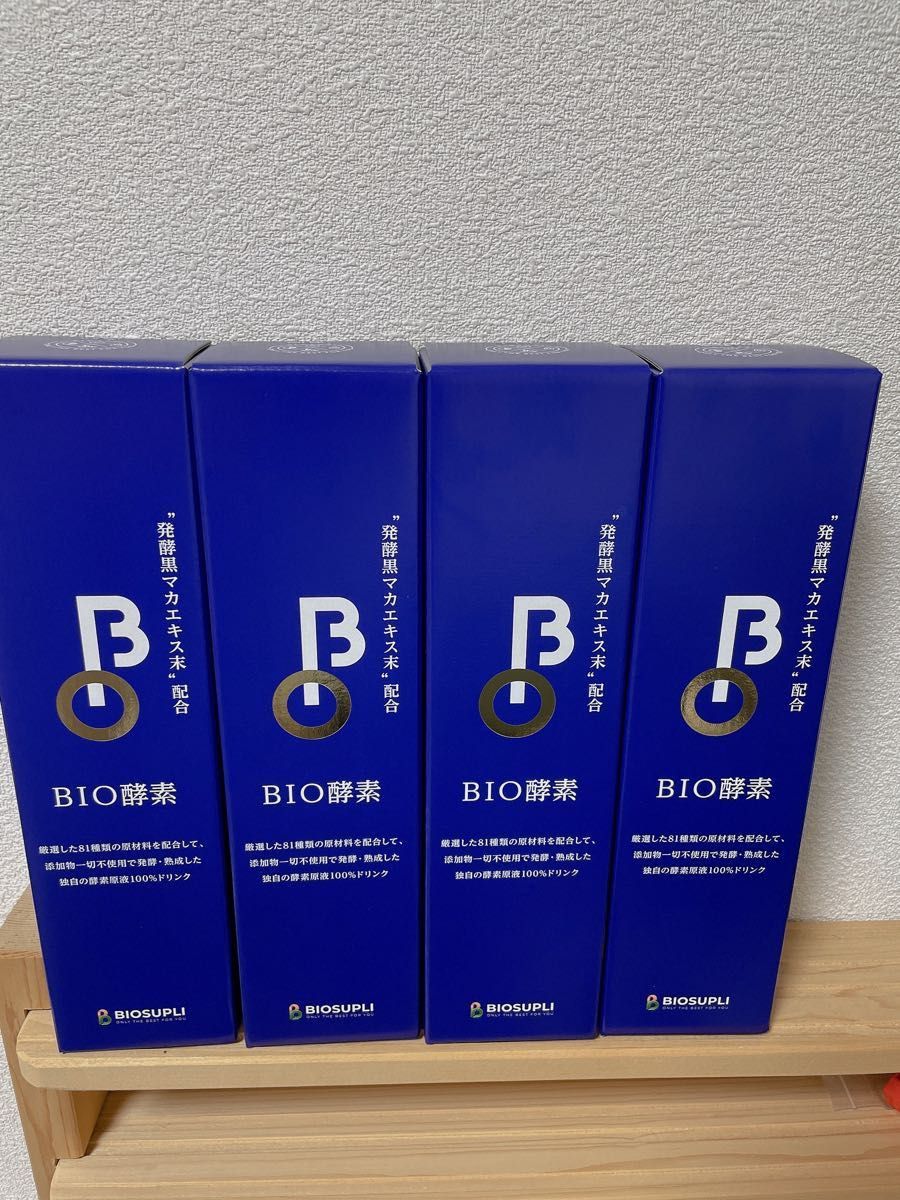 ”発酵黒マカエキス末“配合
B
BIO酵素
厳選した81種類の原材料を配合して、
添加物一切不使用で発酵・熟成した
独自の酵素原液100%ドリンク
BIOSUPLI
ONLY THE BEST FOR YOU
”発酵黒マカエキス末“配合
B
BIO酵素
厳選した81種類の原材料を配合して、
添加物一切不使用で発酵・熟成した
独自の酵素原液100%ドリンク
BIOSUPLI
ONLY THE BEST FOR YOU
”発酵黒マカエキス末“配合
B
BIO酵素
厳選した81種類の原材料を配合して、
添加物一切不使用で発酵・熟成した
独自の酵素原液100%ドリンク
BIOSUPLI
ONLY THE BEST FOR YOU
”発酵黒マカエキス末“配合
B
BIO酵素
厳選した81種類の原材料を配合して、
添加物一切不使用で発酵・熟成した
独自の酵素原液100%ドリンク
BIOSUPLI
ONLY THE BEST FOR YOU